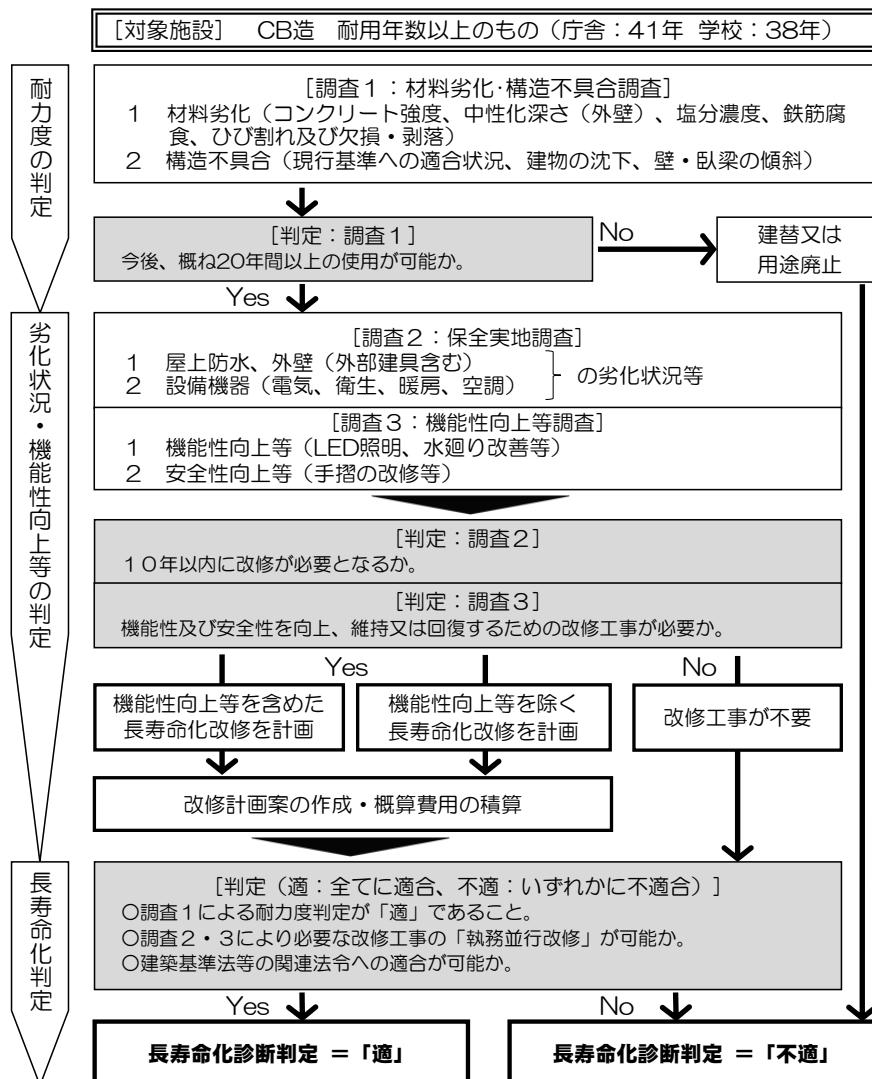 [対象施設] CB造 耐用年数以上のもの（庁舎：41年 学校：38年）
耐力度の判定
[調査１：材料劣化･構造不具合調査]
１ 材料劣化（コンクリート強度、中性化深さ（外壁）、塩分濃度、鉄筋腐
食、ひび割れ及び欠損・剥落）
２ 構造不具合（現行基準への適合状況、建物の沈下、壁・臥梁の傾斜）
[判定：調査１]
今後、概ね20年間以上の使用が可能か。
No
建替又は
用途廃止
Yes
劣化状況・機能性向上等の判定
[調査２：保全実地調査]
１ 屋上防水、外壁（外部建具含む）
２ 設備機器（電気、衛生、暖房、空調）
の劣化状況等
[調査３：機能性向上等調査]
１ 機能性向上等（LED照明、水廻り改善等）
２ 安全性向上等（手摺の改修等）
[判定：調査２]
１０年以内に改修が必要となるか。
[判定：調査３]
機能性及び安全性を向上、維持又は回復するための改修工事が必要か。
Yes
No
機能性向上等を含めた
長寿命化改修を計画
機能性向上等を除く
長寿命化改修を計画
改修工事が不要
改修計画案の作成・概算費用の積算
長寿命化判定
[判定（適：全てに適合、不適：いずれかに不適合）]
○調査１による耐力度判定が「適」であること。
○調査２・３により必要な改修工事の「執務並行改修」が可能か。
○建築基準法等の関連法令への適合が可能か。
Yes
No
長寿命化診断判定 ＝「適」
長寿命化診断判定 ＝「不適」